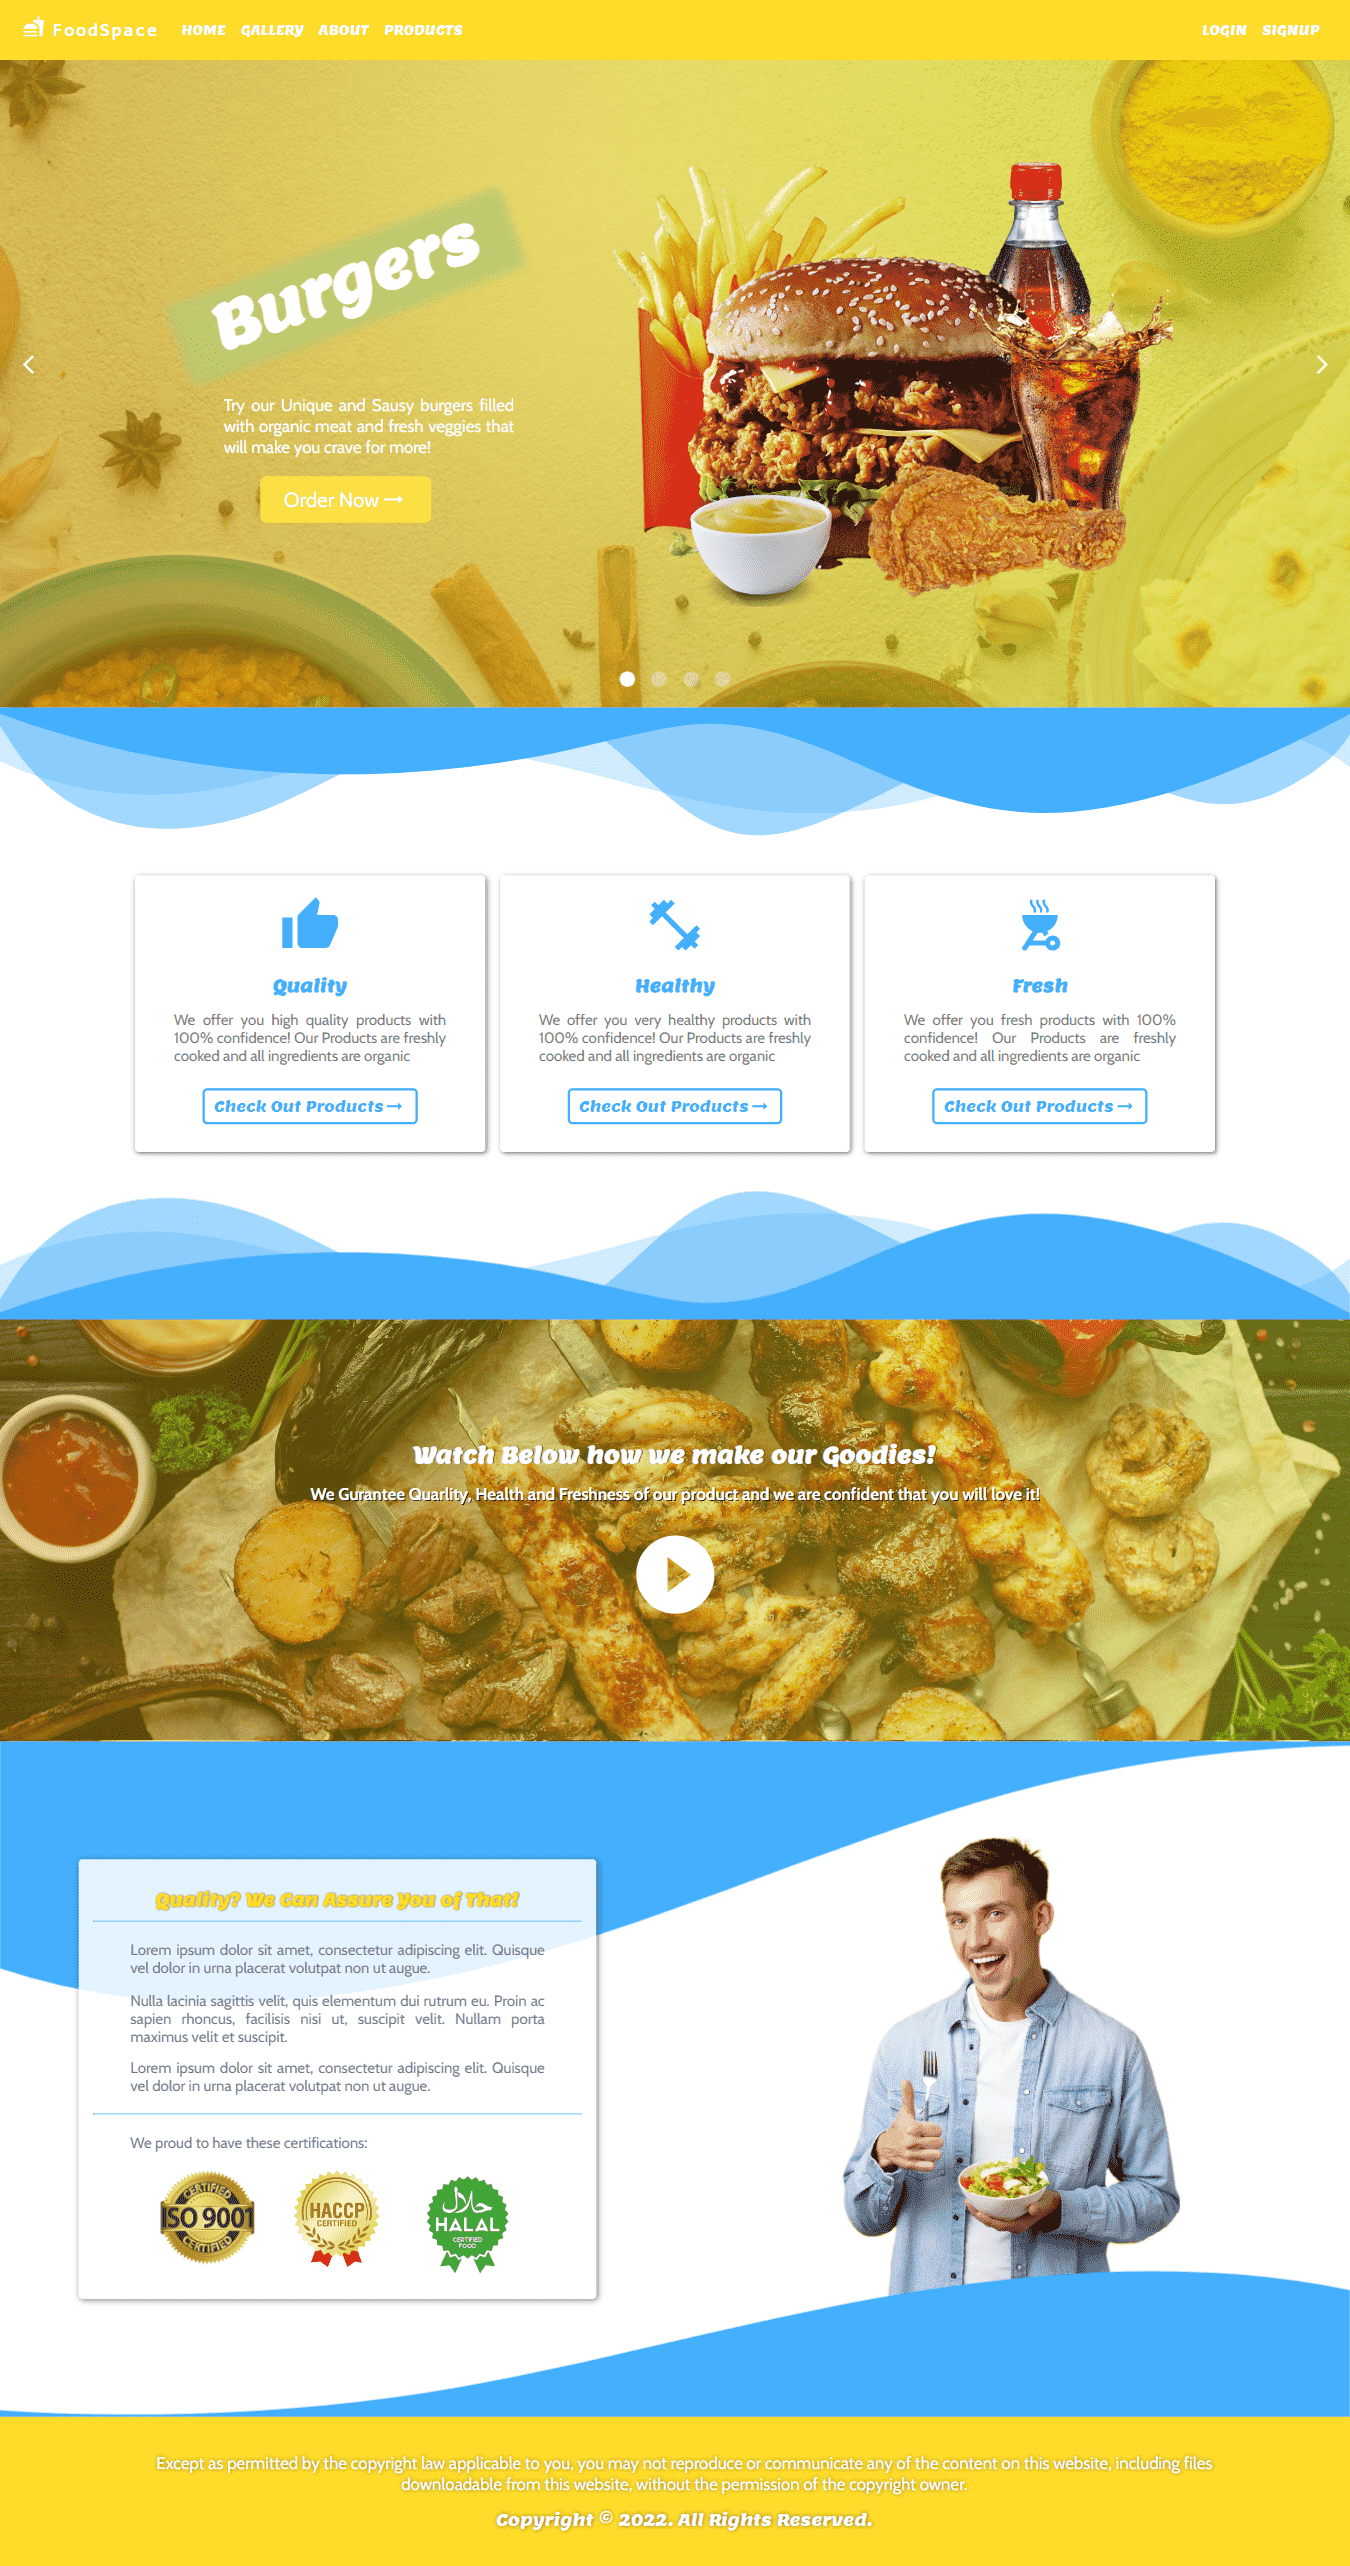 FoodSpace HOME GALLERY ABOUT PRODUCTS LOGIN SIGNUP
Burgers
Try our Unique and Sausy burgers filled
with organic meat and fresh veggies that
will make you crave for more!
Order Now →
Quality
We offer you high quality products with
100% confidence! Our Products are freshly
cooked and all ingredients are organic
Check Out Products →
Healthy
We offer you very healthy products with
100% confidence! Our Products are freshly
cooked and all ingredients are organic
Check Out Products →
Fresh
We offer you fresh products with 100%
confidence! Our Products are freshly
cooked and all ingredients are organic
Check Out Products →
Watch Below how we make our Goodies!
We Gurantee Quarlity, Health and Freshness of our product and we are confident that you will love it!
Quality? We Can Assure You of That!
Lorem ipsum dolor sit amet, consectetur adipiscing elit. Quisque
vel dolor in urna placerat volutpat non ut augue.
Nulla lacinia sagittis velit, quis elementum dui rutrum eu. Proin ac
sapien rhoncus, facilisis nisi ut, suscipit velit. Nullam porta
maximus velit et suscipit.
Lorem ipsum dolor sit amet, consectetur adipiscing elit. Quisque
vel dolor in urna placerat volutpat non ut augue.
We proud to have these certifications:
CERTIFIED
ISO 9001
CERTIFIED
HACCP
CERTIFIED
حلال
HALAL
CERTIFIED
FOOD
Except as permitted by the copyright law applicable to you, you may not reproduce or communicate any of the content on this website, including files
downloadable from this website, without the permission of the copyright owner.
Copyright © 2022. All Rights Reserved.